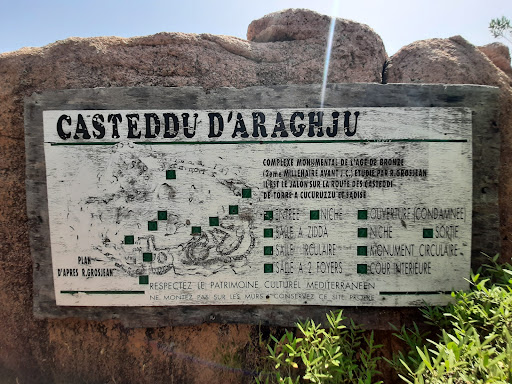 CASTEDDU D'ARAGHJU
COMPLEXE MONUMENTAL DE L'AGE DE BRONZE
(2eme MILLENAIRE AVANT J.C.) ETUDIE PAR R.GROSJEAN
IL EST LE JALON SUR LA ROUTE DES CASTEDDI
DE TORRE A CUCURUZZU ET
ENTREE NICHE OUVERTURE (CONDAMNEE)
SALE A ZIDDA NICHE SORTIE
SALLE CIRCULAIRE MONUMENT CIRCULAIRE
SALLE A 2 FOYERS COUR INTERIEURE
PLAN
D'APRES R.GROSJEAN
RESPECTEZ LE PATRIMOINE CULTUREL MEDITERRANEEN
NE MONTEZ PAS SUR LES MURS CONSERVEZ CE SITE PROPRE